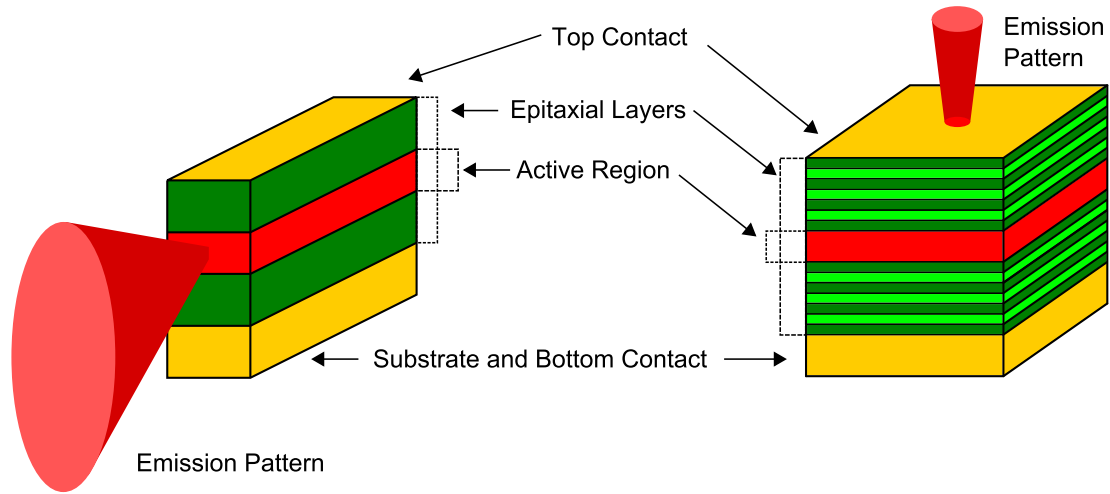 Top Contact
Emission
Pattern
Epitaxial Layers
Active Region
Substrate and Bottom Contact
Emission Pattern